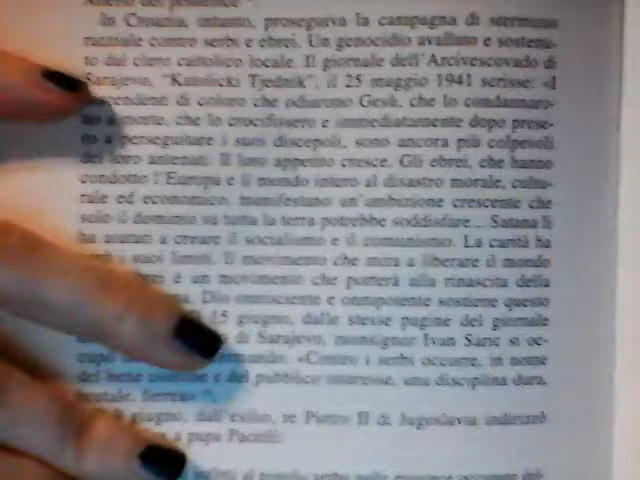 In Croazia, intanto, proseguiva la campagna di sterminio
razziale contro serbi e ebrei. Un genocidio avallato e sostenu-
to dal clero cattolico locale. Il giornale dell'Arcivescovado di
Sarajevo, "Katolicki Tjednik", il 25 maggio 1941 scrisse: «I
di coloro che odiarono Gesù, che lo condannaro-
a morte, che lo crocifissero e immediatamente dopo prese-
a perseguitare i suoi discepoli, sono ancora più colpevoli
dei loro antenati. Il loro appetito cresce. Gli ebrei, che hanno
condotto l'Europa e il mondo intero al disastro morale, cultu-
rale ed economico, manifestano un'ambizione crescente che
solo il dominio su tutta la terra potrebbe soddisfare... Satana li
ha aiutati a creare il socialismo e il comunismo. La carità ha
i suoi limiti. Il movimento che mira a liberare il mondo
è un movimento che porterà alla rinascita della
Dio onnisciente e onnipotente sostiene questo
15 giugno, dalle stesse pagine del giornale
di Sarajevo, monsignor Ivan Saric si oc-
«Contro i serbi occorre, in nome
del bene comune e del pubblico interesse, una disciplina dura,
brutale, ferrea»
giugno, dall'esilio, re Pietro II di Jugoslavia indirizzò
a papa Pacelli: